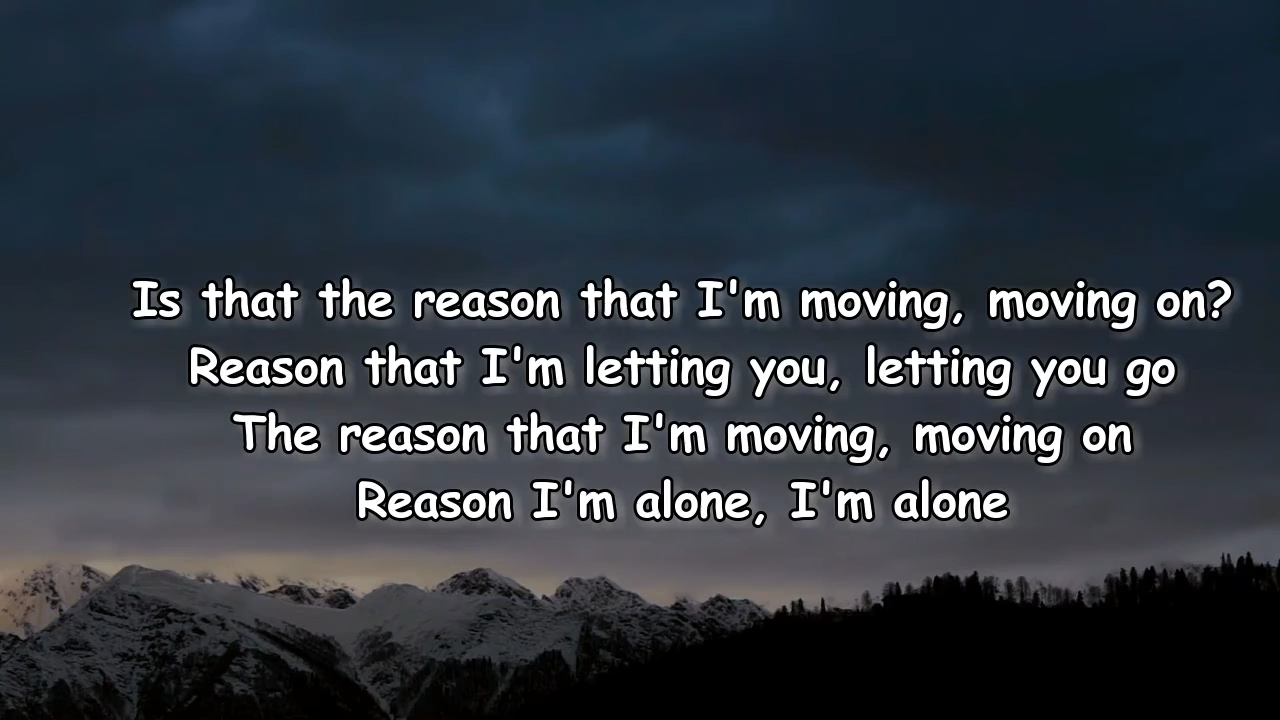 Is that the reason that I'm moving, moving on?
Reason that I'm letting you, letting you go
The reason that I'm moving, moving on
Reason I'm alone, I'm alone